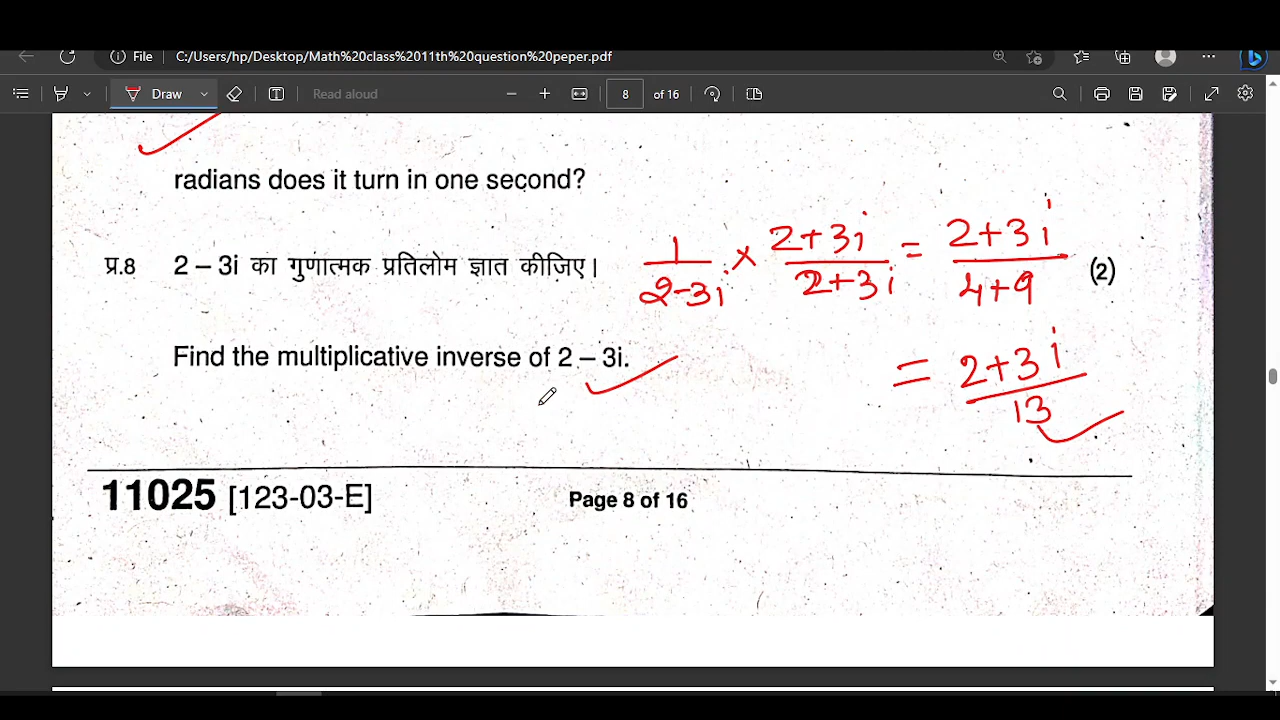 File C:/Users/hp/Desktop/Math%20class%2011th%20question%20peper.pdf
Draw Read aloud 8 of 16
radians does it turn in one second?
प्र.8 2 – 3i का गुणात्मक प्रतिलोम ज्ञात कीजिए। (2)
1/2-3i × 2+3i/2+3i = 2+3i/4+9
Find the multiplicative inverse of 2 – 3i.
= 2+3i/13
11025 [123-03-E] Page 8 of 16